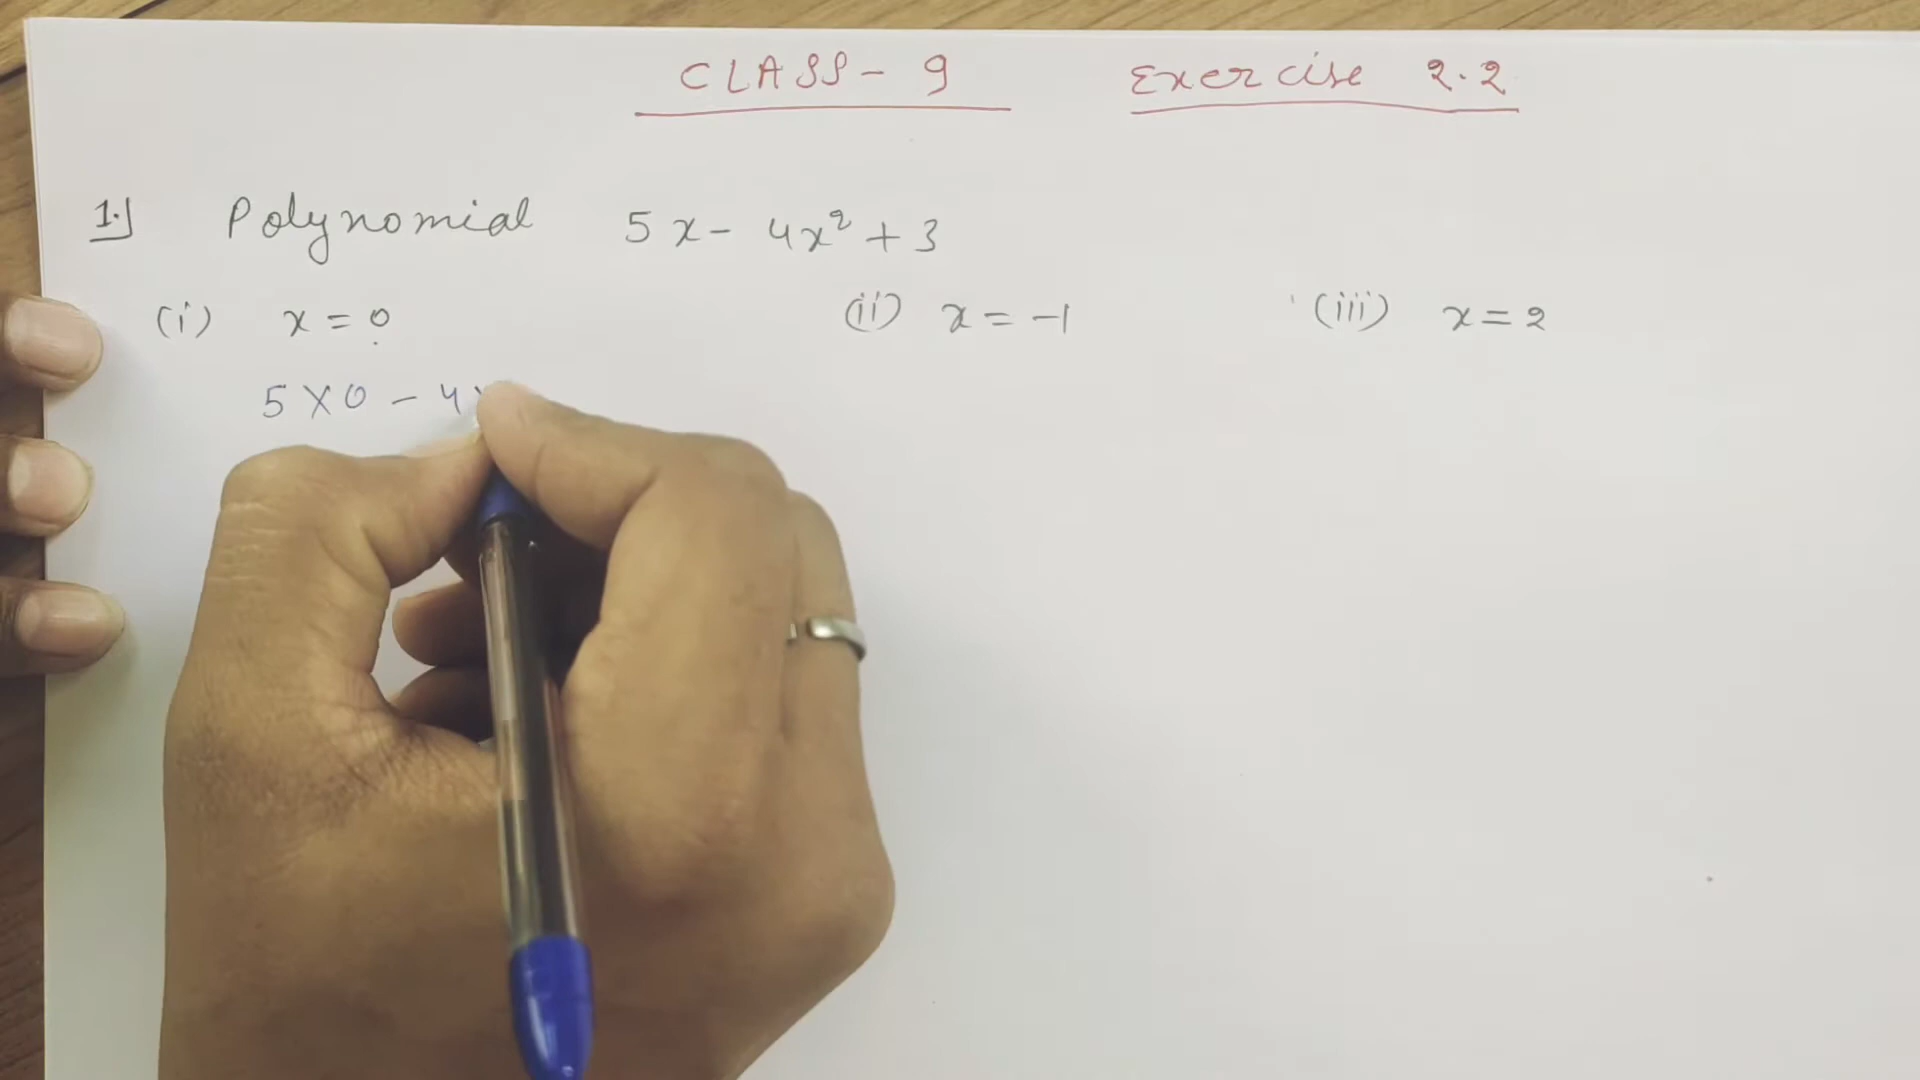 CLASS - 9 Exercise 2.2
1.] Polynomial 5x - 4x² + 3
(i) x = 0 (ii) x = -1 (iii) x = 2
5 X 0 - 4